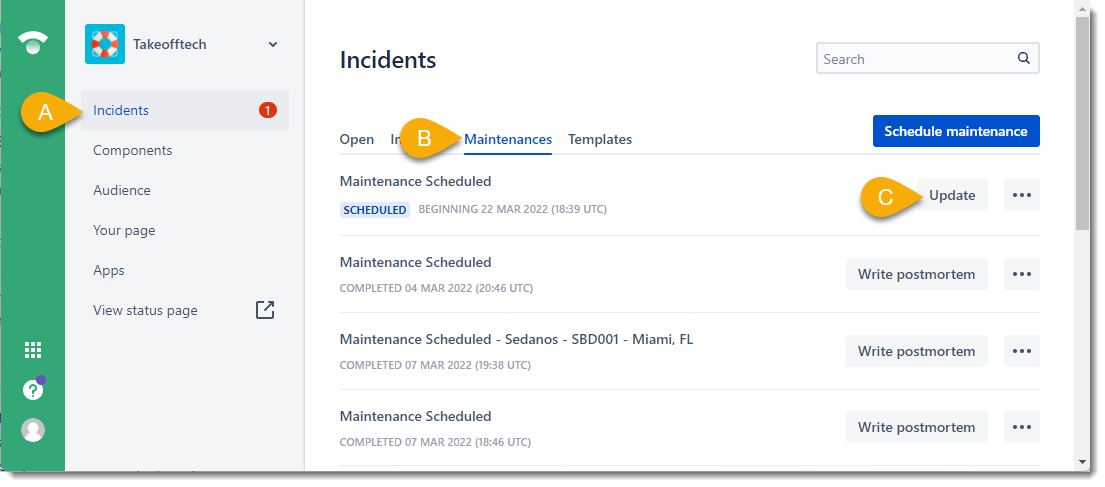 Takeofftech
Incidents
1
Components
Audience
Your page
Apps
View status page
A
Incidents
Search
Open
B
Maintenances
Templates
Schedule maintenance
Maintenance Scheduled
SCHEDULED BEGINNING 22 MAR 2022 (18:39 UTC)
C
Update
Maintenance Scheduled
COMPLETED 04 MAR 2022 (20:46 UTC)
Write postmortem
Maintenance Scheduled - Sedanos - SBD001 - Miami, FL
COMPLETED 07 MAR 2022 (19:38 UTC)
Write postmortem
Maintenance Scheduled
COMPLETED 07 MAR 2022 (18:46 UTC)
Write postmortem
?